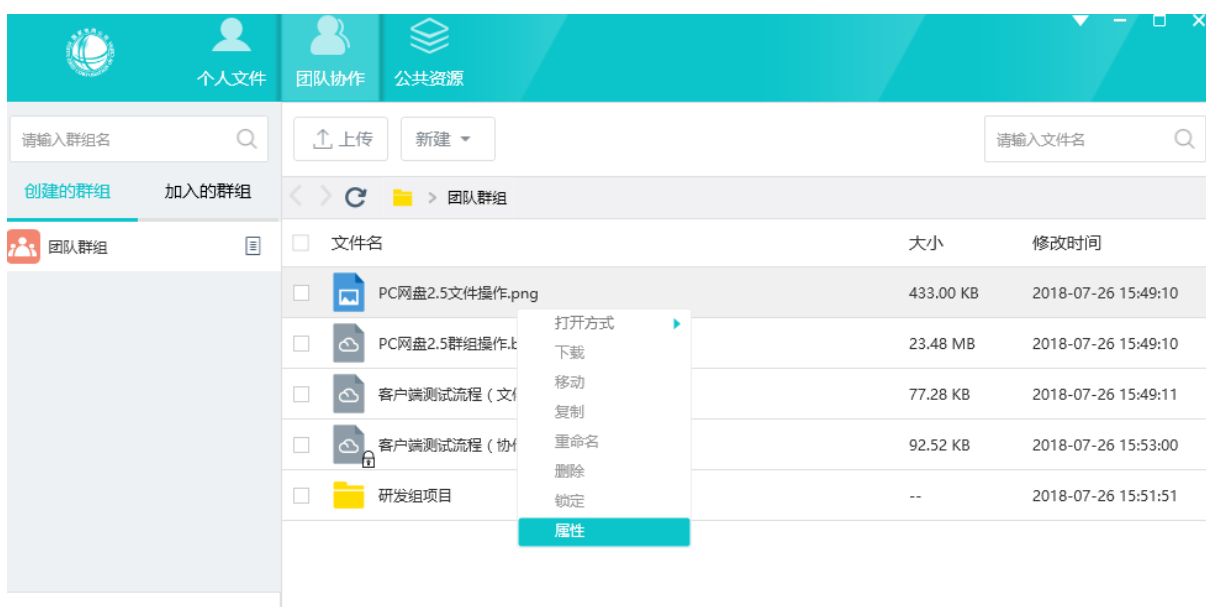 个人文件
团队协作
公共资源
请输入群组名
上传
新建
请输入文件名
创建的群组
加入的群组
> 团队群组
团队群组
文件名 大小 修改时间
PC网盘2.5文件操作.png 433.00 KB 2018-07-26 15:49:10
打开方式
PC网盘2.5群组操作.b 23.48 MB 2018-07-26 15:49:10
下载
移动
客户端测试流程(文件 77.28 KB 2018-07-26 15:49:11
复制
客户端测试流程(协作 92.52 KB 2018-07-26 15:53:00
重命名
删除
研发组项目 -- 2018-07-26 15:51:51
锁定
属性